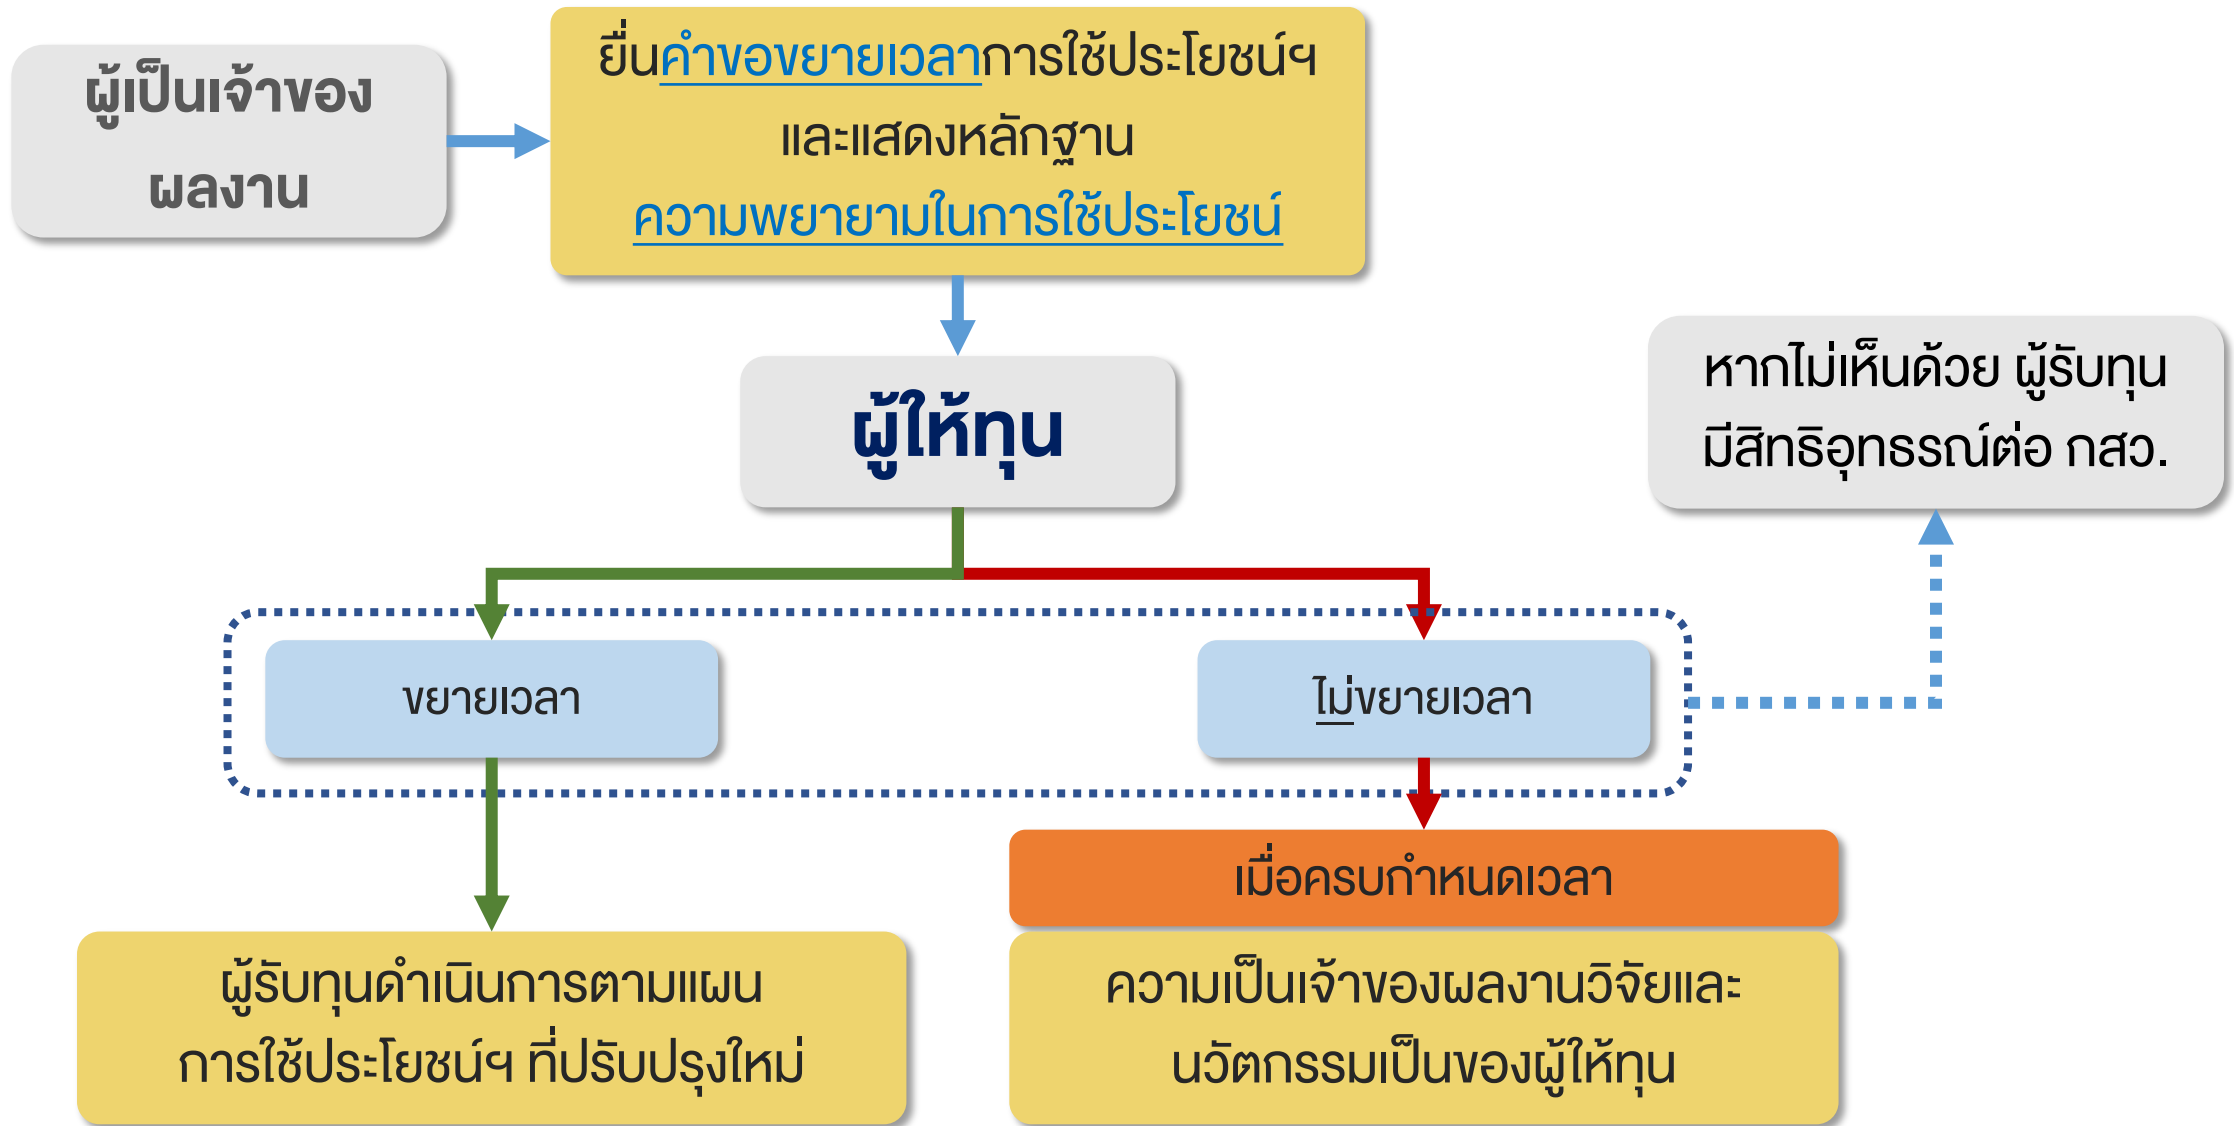 ผู้เป็นเจ้าของ
ผลงาน
ยื่นคำขอขยายเวลาการใช้ประโยชน์ฯ
และแสดงหลักฐาน
ความพยายามในการใช้ประโยชน์
ผู้ให้ทุน
หากไม่เห็นด้วย ผู้รับทุน
มีสิทธิอุทธรรณ์ต่อ กสว.
ขยายเวลา
ไม่ขยายเวลา
เมื่อครบกำหนดเวลา
ผู้รับทุนดำเนินการตามแผน
การใช้ประโยชน์ฯ ที่ปรับปรุงใหม่
ความเป็นเจ้าของผลงานวิจัยและ
นวัตกรรมเป็นของผู้ให้ทุน